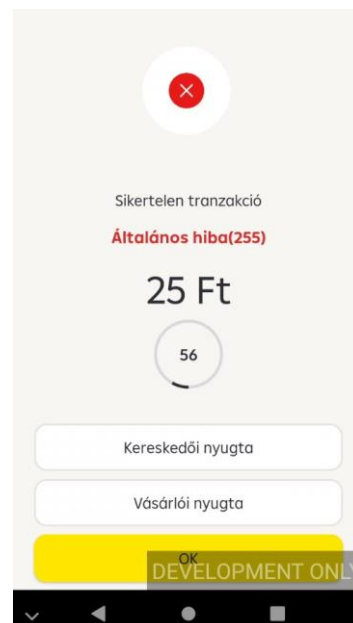 Sikertelen tranzakció
Általános hiba(255)
25 Ft
56
Kereskedői nyugta
Vásárlói nyugta
OK
DEVELOPMENT ONLY